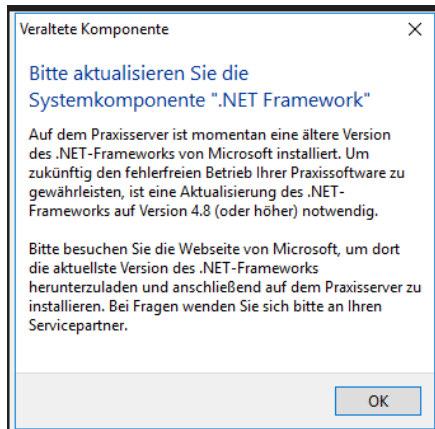 Veraltete Komponente
Bitte aktualisieren Sie die
Systemkomponente ".NET Framework"
Auf dem Praxisserver ist momentan eine ältere Version
des .NET-Frameworks von Microsoft installiert. Um
zukünftig den fehlerfreien Betrieb Ihrer Praxissoftware zu
gewährleisten, ist eine Aktualisierung des .NET-
Frameworks auf Version 4.8 (oder höher) notwendig.
Bitte besuchen Sie die Webseite von Microsoft, um dort
die aktuellste Version des .NET-Frameworks
herunterzuladen und anschließend auf dem Praxisserver zu
installieren. Bei Fragen wenden Sie sich bitte an Ihren
Servicepartner.
OK